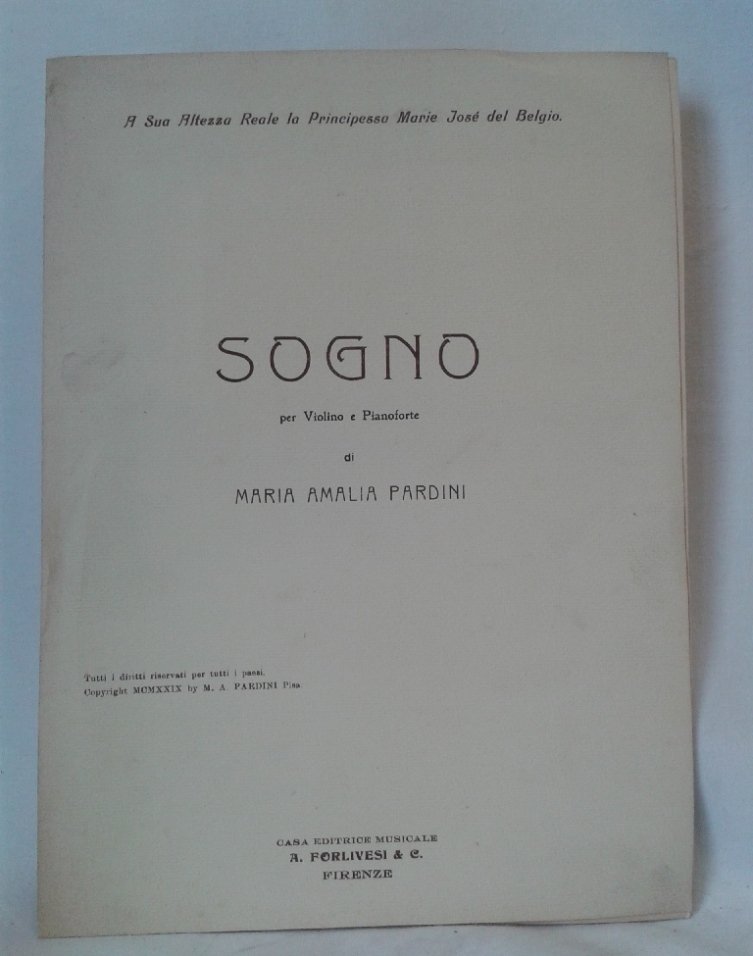 A Sua Altezza Reale la Principessa Marie José del Belgio.
SOGNO
per Violino e Pianoforte
di
MARIA AMALIA PARDINI
Tutti i diritti riservati per tutti i paesi.
Copyright MCMXXIX by M. A. PARDINI Pisa.
CASA EDITRICE MUSICALE
A. FORLIVESI & C.
FIRENZE